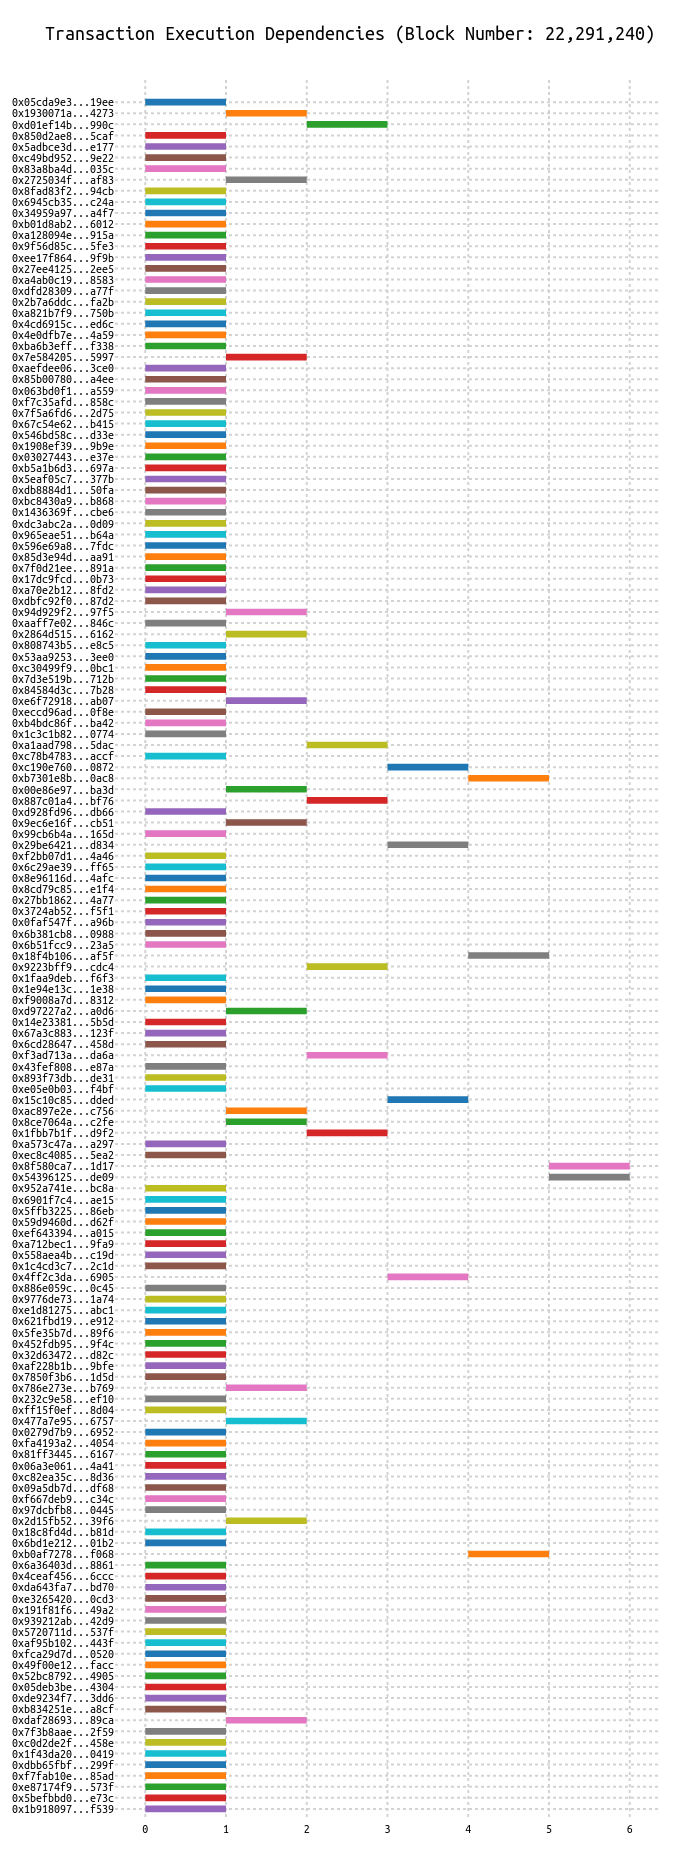 Transaction Execution Dependencies (Block Number: 22,291,240)
0x05cda9e3...19ee
0x1930071a...4273
0xd01ef14b...990c
0x850d2ae8...5caf
0x5adbce3d...e177
0xc49bd952...9e22
0x83a8ba4d...035c
0x2725034f...af83
0x8fad83f2...94cb
0x6945cb35...c24a
0x34959a97...a4f7
0xb01d8ab2...6012
0xa128094e...915a
0x9f56d85c...5fe3
0xee17f864...9f9b
0x27ee4125...2ee5
0xa4ab0c19...8583
0xdfd28309...a77f
0x2b7a6ddc...fa2b
0xa821b7f9...750b
0x4cd6915c...ed6c
0x4e0dfb7e...4a59
0xba6b3eff...f338
0x7e584205...5997
0xaefdee06...3ce0
0x85b00780...a4ee
0x063bd0f1...a559
0xf7c35afd...858c
0x7f5a6fd6...2d75
0x67c54e62...b415
0x546bd58c...d33e
0x1908ef39...9b9e
0x03027443...e37e
0xb5a1b6d3...697a
0x5eaf05c7...377b
0xdb8884d1...50fa
0xbc8430a9...b868
0x1436369f...cbe6
0xdc3abc2a...0d09
0x965eae51...b64a
0x596e69a8...7fdc
0x85d3e94d...aa91
0x7f0d21ee...891a
0x17dc9fcd...0b73
0xa70e2b12...8fd2
0xdbfc92f0...87d2
0x94d929f2...97f5
0xaaff7e02...846c
0x2864d515...6162
0x808743b5...e8c5
0x53aa9253...3ee0
0xc30499f9...0bc1
0x7d3e519b...712b
0x84584d3c...7b28
0xe6f72918...ab07
0xeccd96ad...0f8e
0xb4bdc86f...ba42
0x1c3c1b82...0774
0xa1aad798...5dac
0xc78b4783...accf
0xc190e760...0872
0xb7301e8b...0ac8
0x00e86e97...ba3d
0x887c01a4...bf76
0xd928fd96...db66
0x9ec6e16f...cb51
0x99cb6b4a...165d
0x29be6421...d834
0xf2bb07d1...4a46
0x6c29ae39...ff65
0x8e96116d...4afc
0x8cd79c85...e1f4
0x27bb1862...4a77
0x3724ab52...f5f1
0x0faf547f...a96b
0x6b381cb8...0988
0x6b51fcc9...23a5
0x18f4b106...af5f
0x9223bff9...cdc4
0x1faa9deb...f6f3
0x1e94e13c...1e38
0xf9008a7d...8312
0xd97227a2...a0d6
0x14e23381...5b5d
0x67a3c883...123f
0x6cd28647...458d
0xf3ad713a...da6a
0x43fef808...e87a
0x893f73db...de31
0xe05e0b03...f4bf
0x15c10c85...dded
0xac897e2e...c756
0x8ce7064a...c2fe
0x1fbb7b1f...d9f2
0xa573c47a...a297
0xec8c4085...5ea2
0x8f580ca7...1d17
0x54396125...de09
0x952a741e...bc8a
0x6901f7c4...ae15
0x5ffb3225...86eb
0x59d9460d...d62f
0xef643394...a015
0xa712bec1...9fa9
0x558aea4b...c19d
0x1c4cd3c7...2c1d
0x4ff2c3da...6905
0x886e059c...0c45
0x9776de73...1a74
0xe1d81275...abc1
0x621fbd19...e912
0x5fe35b7d...89f6
0x452fdb95...9f4c
0x32d63472...d82c
0xaf228b1b...9bfe
0x7850f3b6...1d5d
0x786e273e...b769
0x232c9e58...ef10
0xff15f0ef...8d04
0x477a7e95...6757
0x0279d7b9...6952
0xfa4193a2...4054
0x81ff3445...6167
0x06a3e061...4a41
0xc82ea35c...8d36
0x09a5db7d...df68
0xf667deb9...c34c
0x97dcbfb8...0445
0x2d15fb52...39f6
0x18c8fd4d...b81d
0x6bd1e212...01b2
0xb0af7278...f068
0x6a36403d...8861
0x4ceaf456...6ccc
0xda643fa7...bd70
0xe3265420...0cd3
0x191f81f6...49a2
0x939212ab...42d9
0x5720711d...537f
0xaf95b102...443f
0xfca29d7d...0520
0x49f00e12...facc
0x52bc8792...4905
0x05deb3be...4304
0xde9234f7...3dd6
0xb834251e...a8cf
0xdaf28693...89ca
0x7f3b8aae...2f59
0xc0d2de2f...458e
0x1f43da20...0419
0xdbb65fbf...299f
0xf7fab10e...85ad
0xe87174f9...573f
0x5befbbd0...e73c
0x1b918097...f539
0 1 2 3 4 5 6